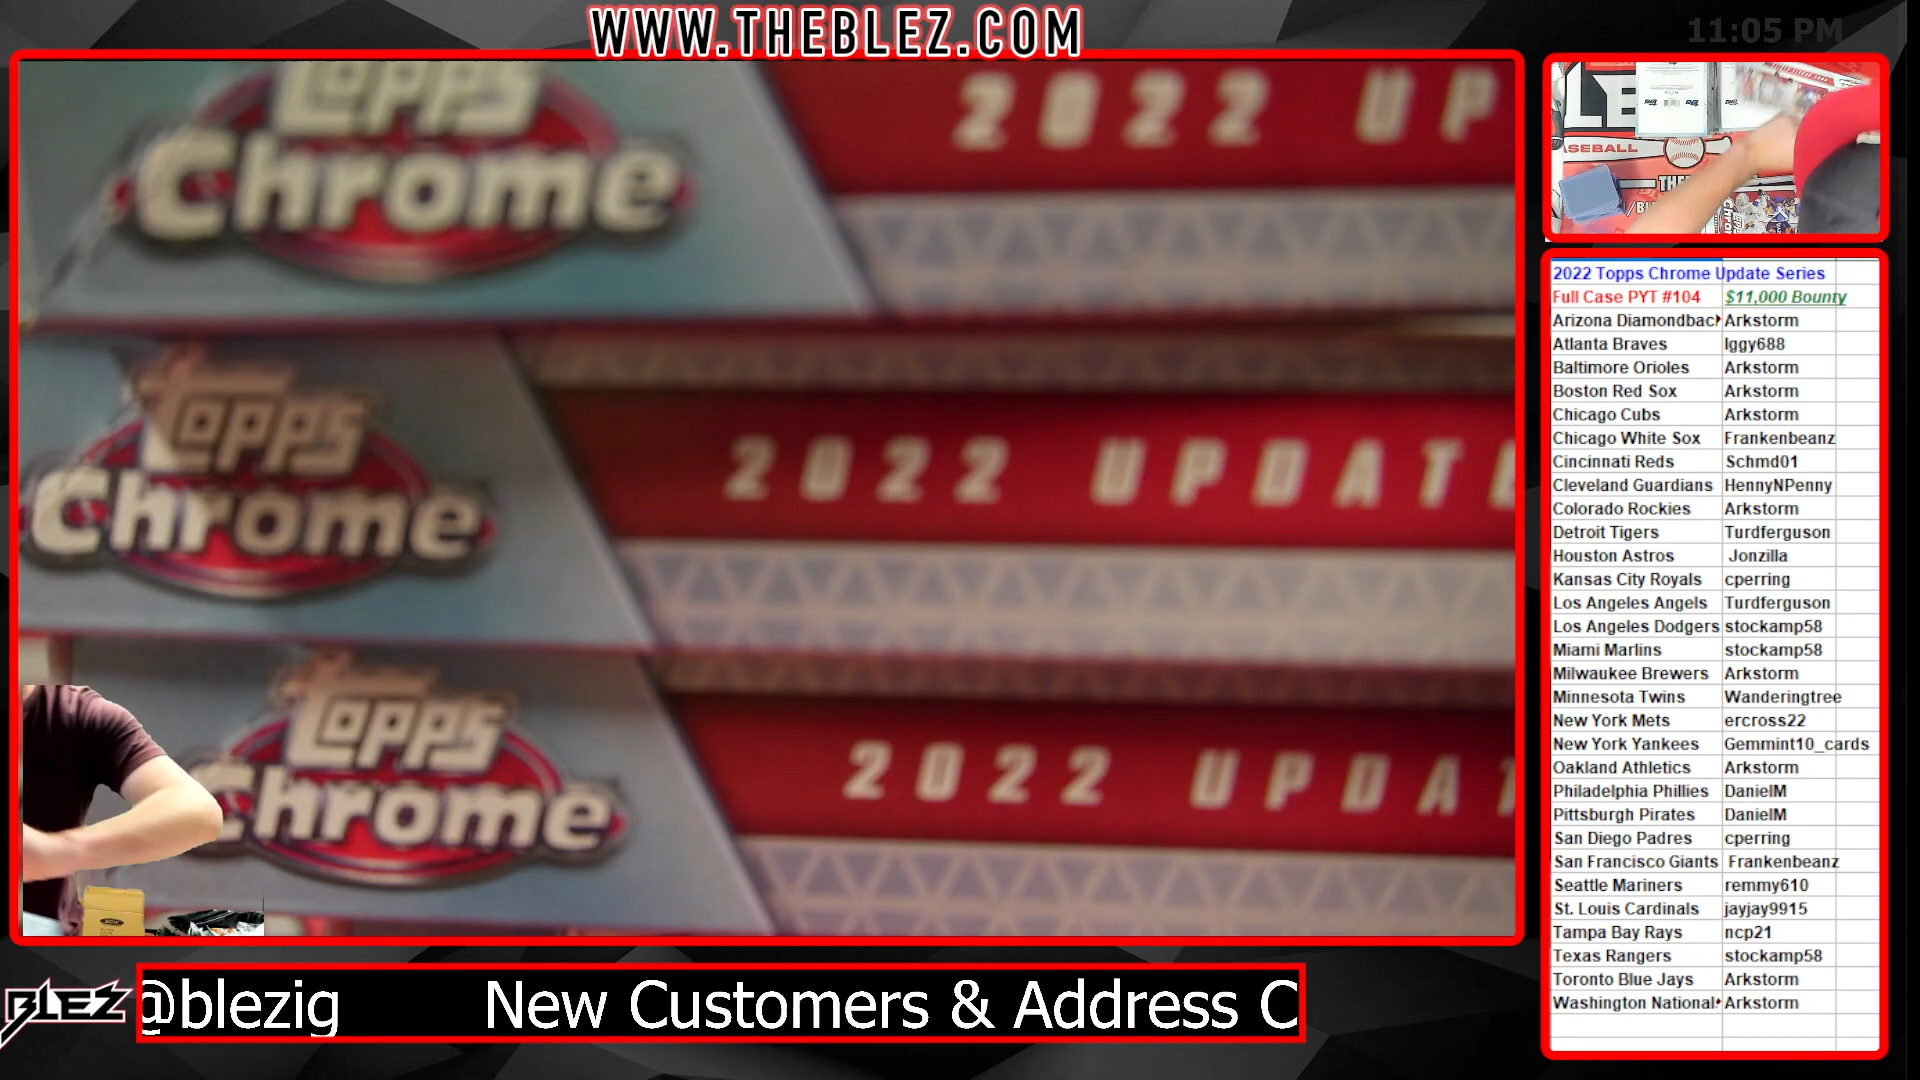 WWW.THEBLEZ.COM
11:05 PM
Topps
Chrome
2022 UP
Topps
Chrome
2022 UPDATE
Topps
Chrome
2022 UPDAT
ASEBALL
2022 Topps Chrome Update Series
Full Case PYT #104 $11,000 Bounty
Arizona Diamondbac Arkstorm
Atlanta Braves Iggy688
Baltimore Orioles Arkstorm
Boston Red Sox Arkstorm
Chicago Cubs Arkstorm
Chicago White Sox Frankenbeanz
Cincinnati Reds Schmd01
Cleveland Guardians HennyNPenny
Colorado Rockies Arkstorm
Detroit Tigers Turdferguson
Houston Astros Jonzilla
Kansas City Royals cperring
Los Angeles Angels Turdferguson
Los Angeles Dodgers stockamp58
Miami Marlins stockamp58
Milwaukee Brewers Arkstorm
Minnesota Twins Wanderingtree
New York Mets ercross22
New York Yankees Gemmint10_cards
Oakland Athletics Arkstorm
Philadelphia Phillies DanielM
Pittsburgh Pirates DanielM
San Diego Padres cperring
San Francisco Giants Frankenbeanz
Seattle Mariners remmy610
St. Louis Cardinals jayjay9915
Tampa Bay Rays ncp21
Texas Rangers stockamp58
Toronto Blue Jays Arkstorm
Washington National Arkstorm
BLEZ
@blezig New Customers & Address C